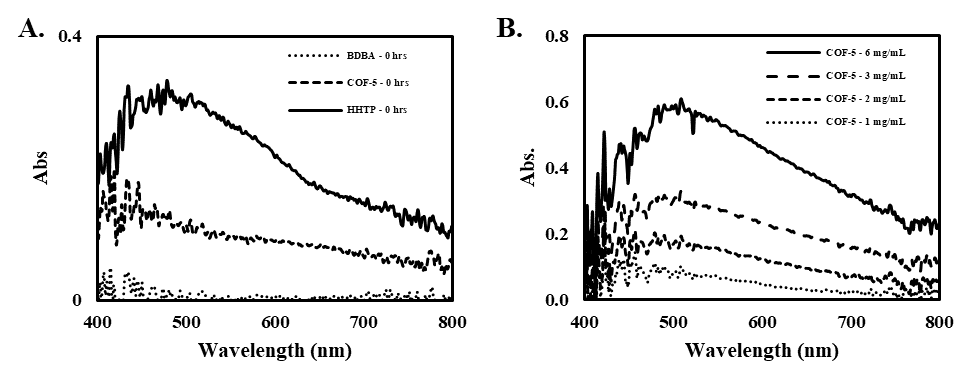 A.
0.4
BDBA - 0 hrs
COF-5 - 0 hrs
HHTP - 0 hrs
Abs
0
400 500 600 700 800
Wavelength (nm)
B.
0.8
COF-5 - 6 mg/mL
COF-5 - 3 mg/mL
COF-5 - 2 mg/mL
COF-5 - 1 mg/mL
0.6
Abs.
0.4
0.2
0.0
400 500 600 700 800
Wavelength (nm)